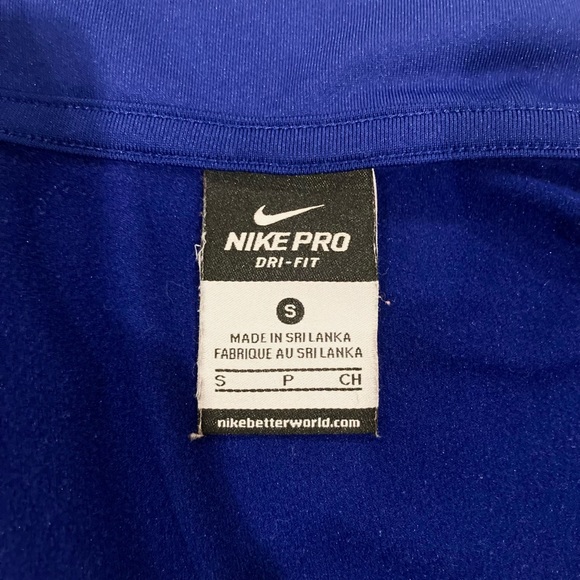 NIKE PRO
DRI-FIT
S
MADE IN SRI LANKA
FABRIQUE AU SRI LANKA
S P CH
nikebetterworld.com